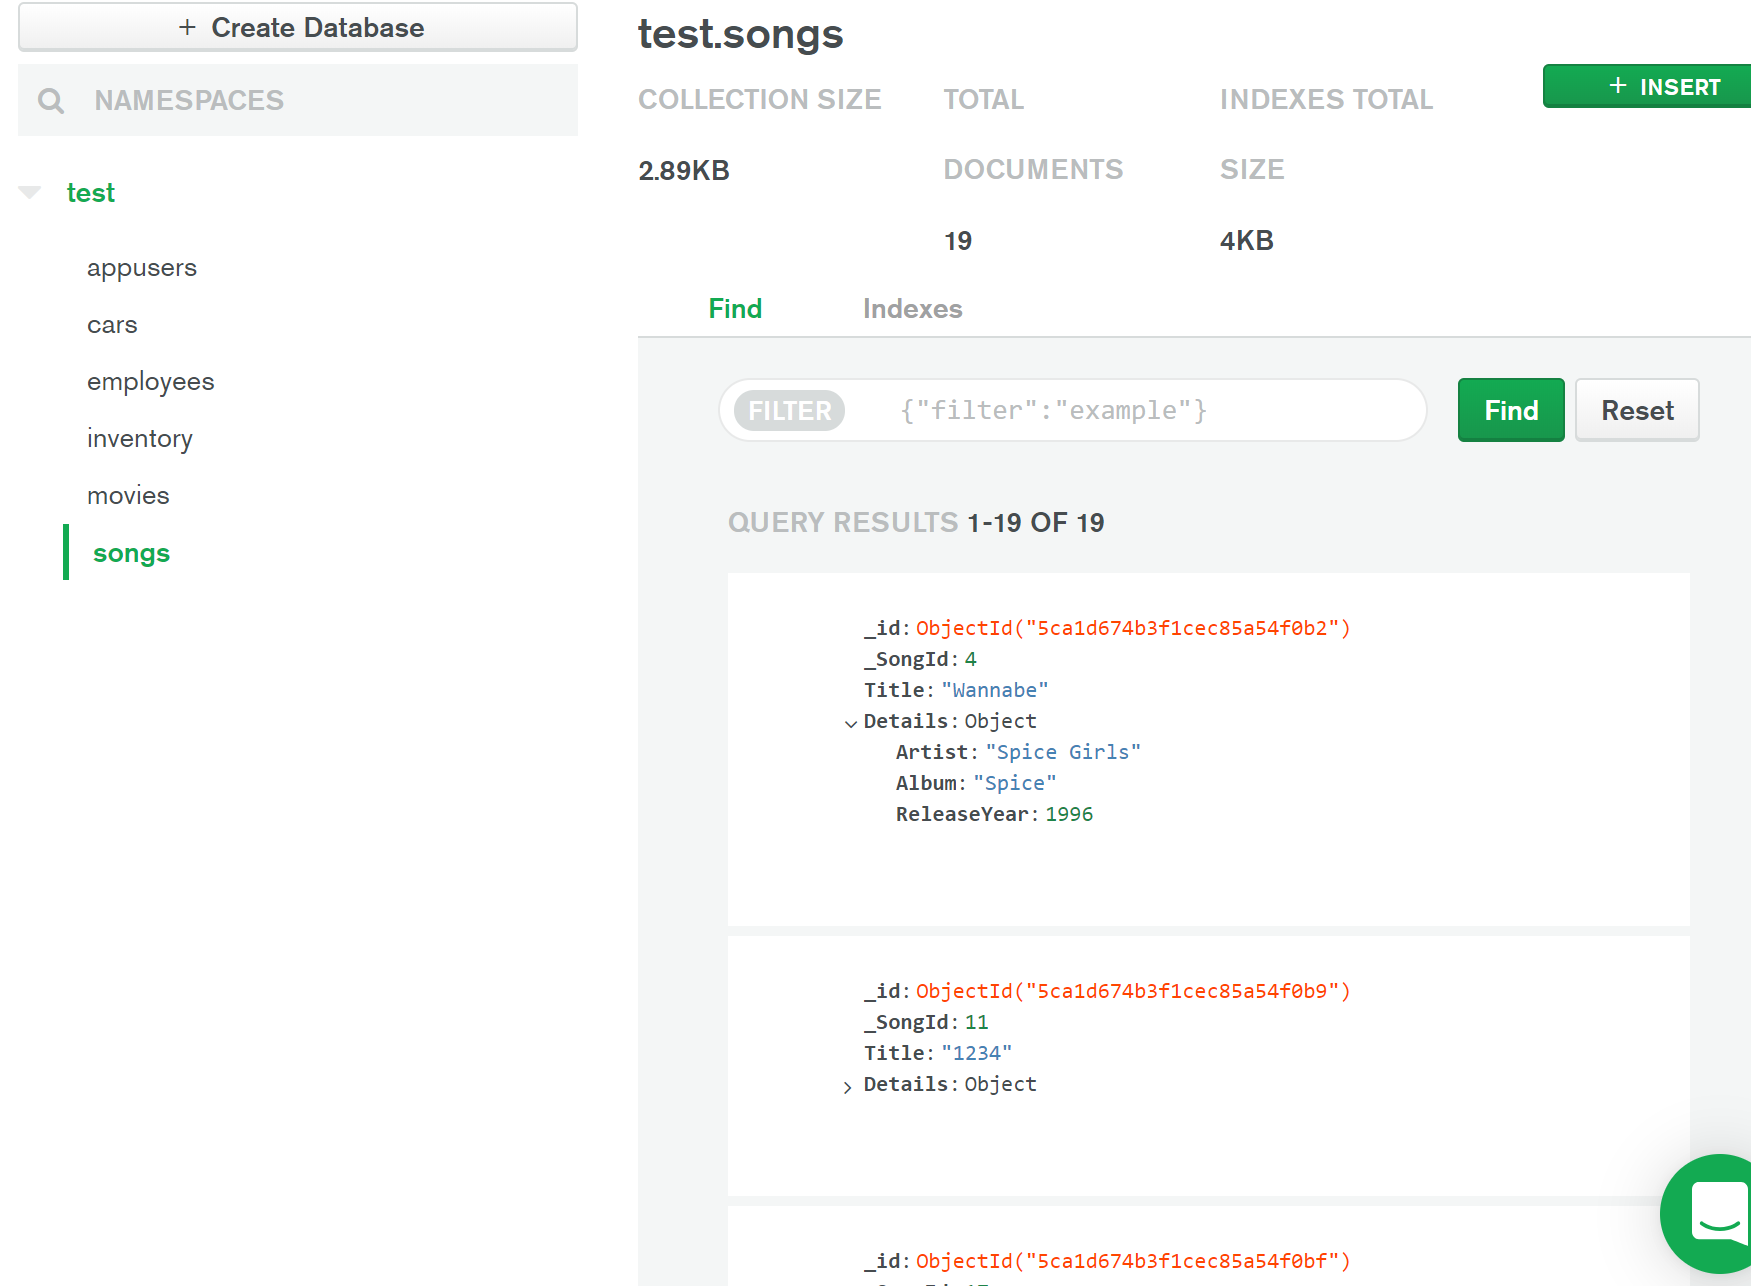 + Create Database
NAMESPACES
test
appusers
cars
employees
inventory
movies
songs
test.songs
COLLECTION SIZE
2.89KB
TOTAL
DOCUMENTS
19
INDEXES TOTAL
SIZE
4KB
+ INSERT
Find
Indexes
FILTER {"filter":"example"}
Find
Reset
QUERY RESULTS 1-19 OF 19
_id: ObjectId("5ca1d674b3f1cec85a54f0b2")
_SongId: 4
Title: "Wannabe"
Details: Object
Artist: "Spice Girls"
Album: "Spice"
ReleaseYear: 1996
_id: ObjectId("5ca1d674b3f1cec85a54f0b9")
_SongId: 11
Title: "1234"
Details: Object
_id: ObjectId("5ca1d674b3f1cec85a54f0bf")